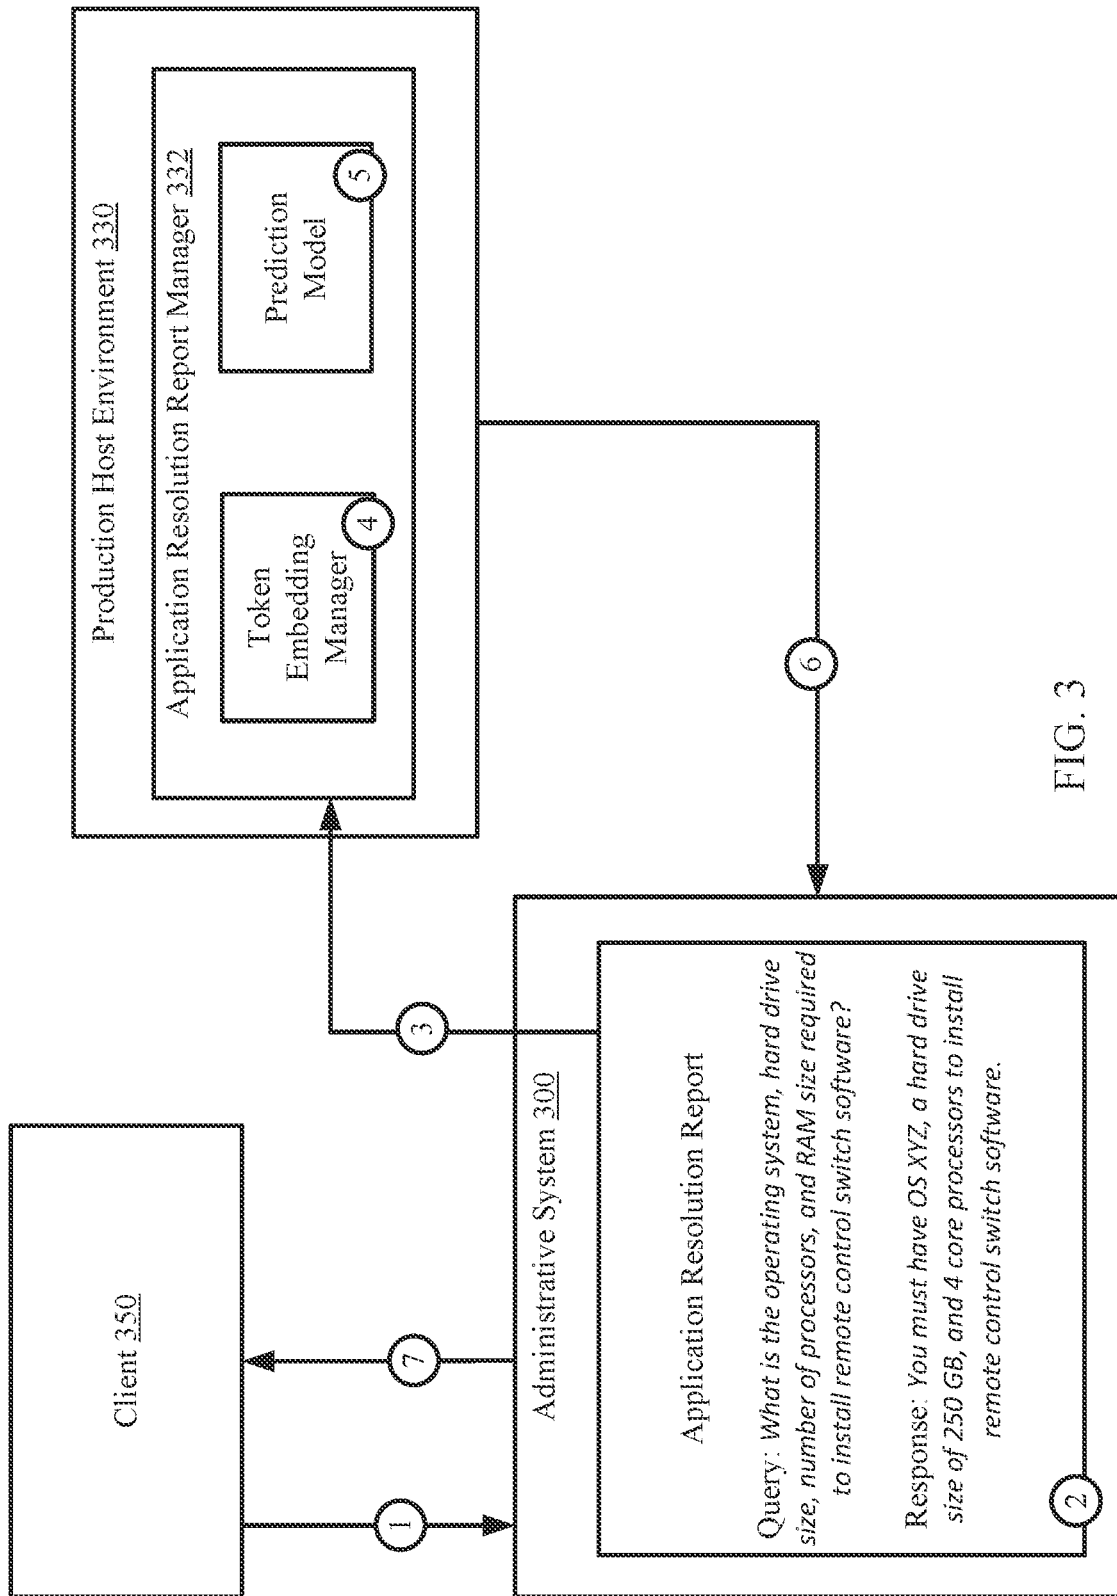 Client 350
1
7
Administrative System 300
Application Resolution Report
Query: What is the operating system, hard drive
size, number of processors, and RAM size required
to install remote control switch software?
Response: You must have OS XYZ, a hard drive
size of 250 GB, and 4 core processors to install
remote control switch software.
2
3
Production Host Environment 330
Application Resolution Report Manager 332
Token
Embedding
Manager
4
Prediction
Model
5
6
FIG. 3